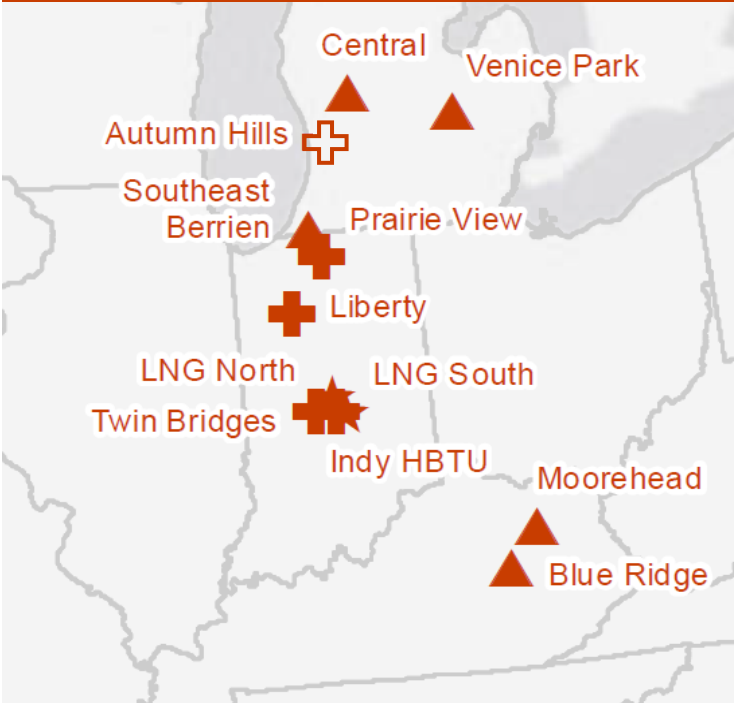 Central
Venice Park
Autumn Hills
Southeast
Berrien
Prairie View
Liberty
LNG North
LNG South
Twin Bridges
Indy HBTU
Moorehead
Blue Ridge